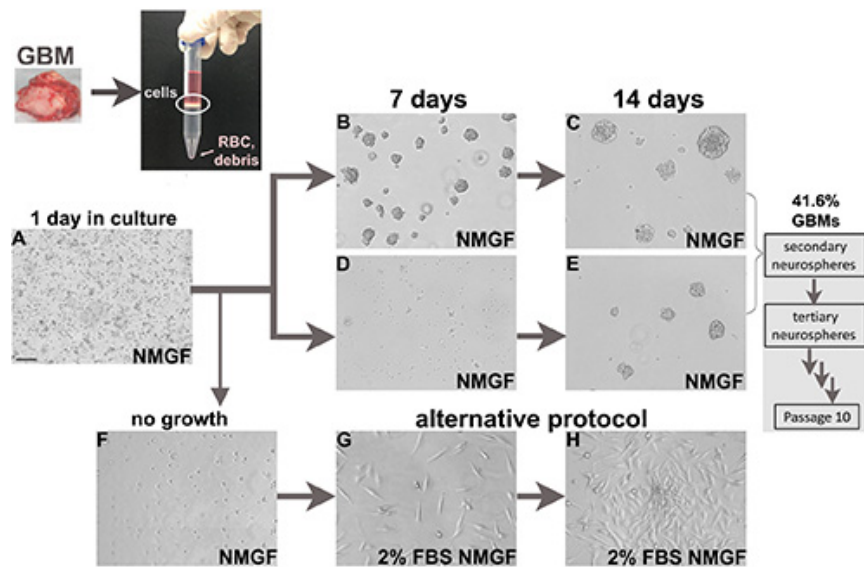 GBM
cells
RBC,
debris
7 days
14 days
1 day in culture
A
NMGF
B
NMGF
C
NMGF
D
NMGF
E
NMGF
41.6%
GBMs
secondary
neurospheres
tertiary
neurospheres
Passage 10
no growth
alternative protocol
F
NMGF
G
2% FBS NMGF
H
2% FBS NMGF